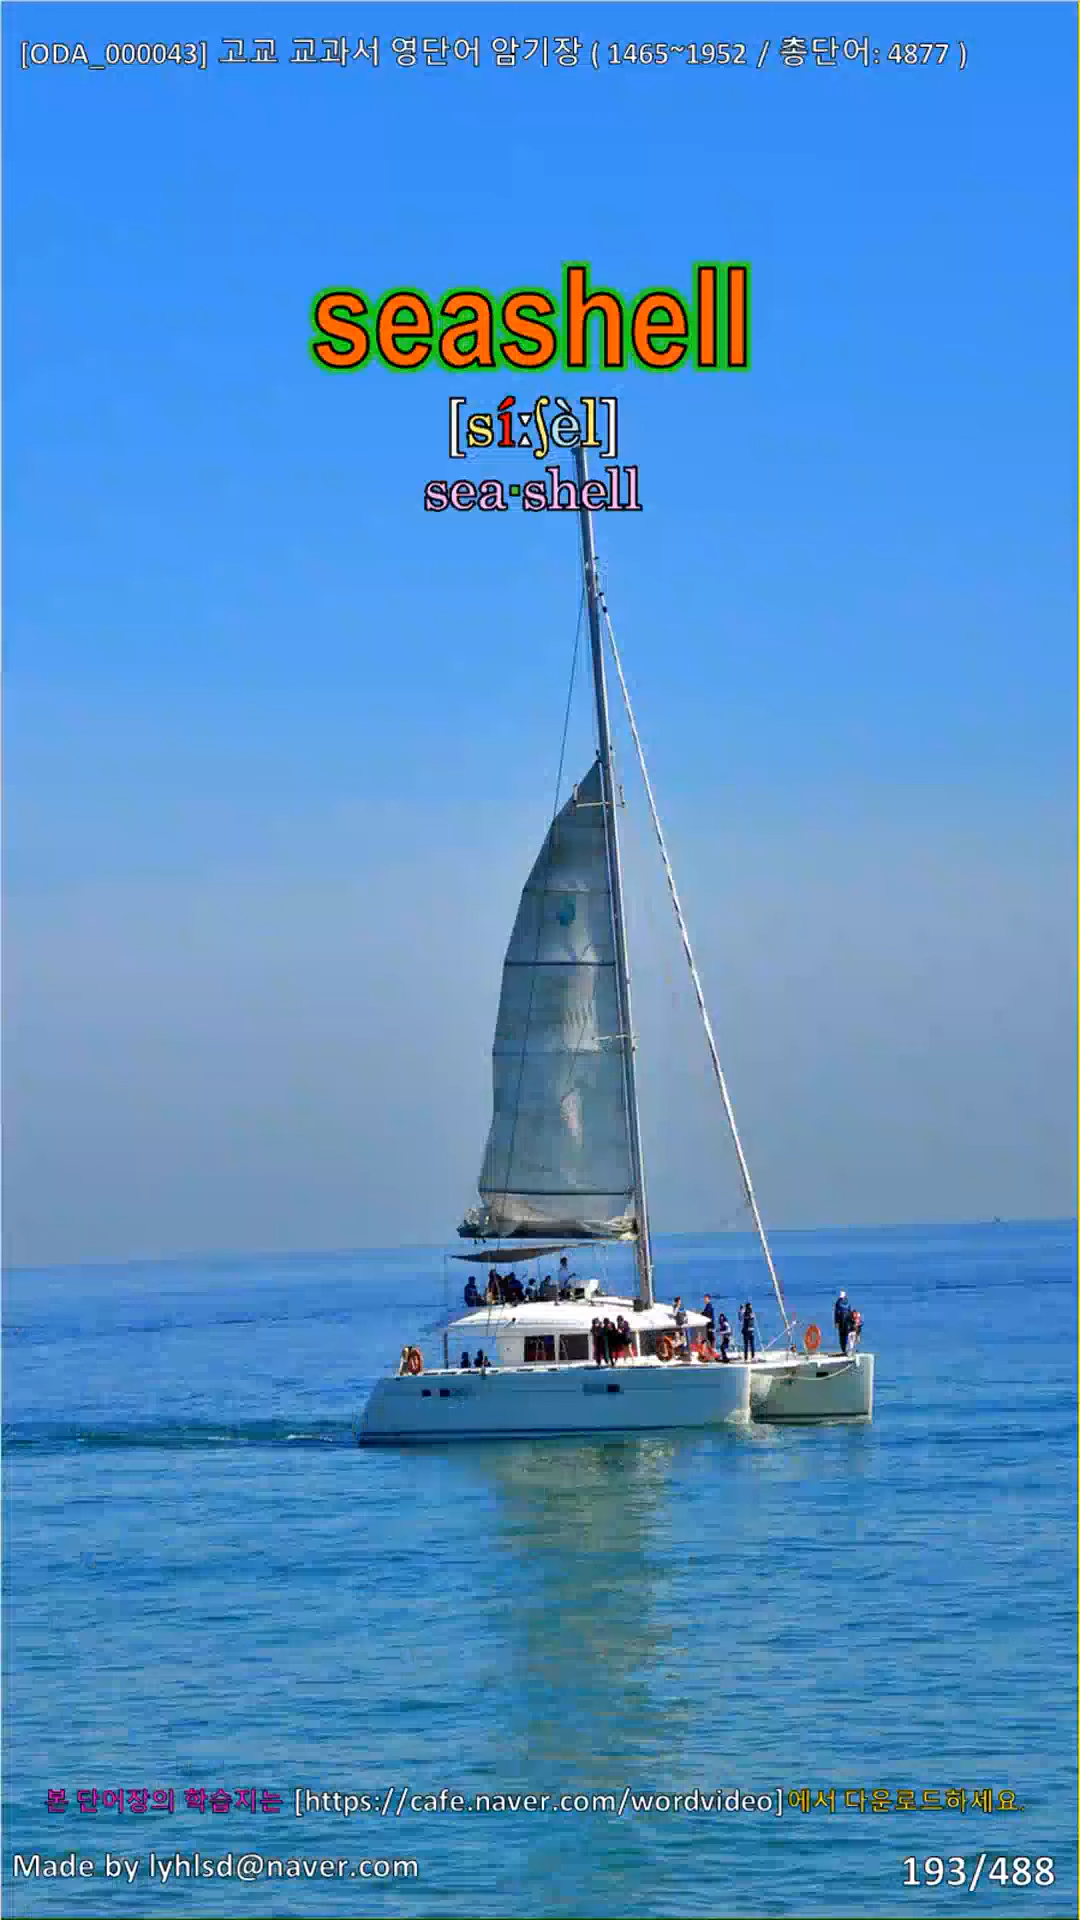 [ODA_000043] 고교 교과서 영단어 암기장 ( 1465~1952 / 총단어: 4877 )
seashell
[síːʃèl]
sea·shell
본 단어장의 학습지는 [https://cafe.naver.com/wordvideo]에서 다운로드하세요.
Made by lyhlsd@naver.com
193/488